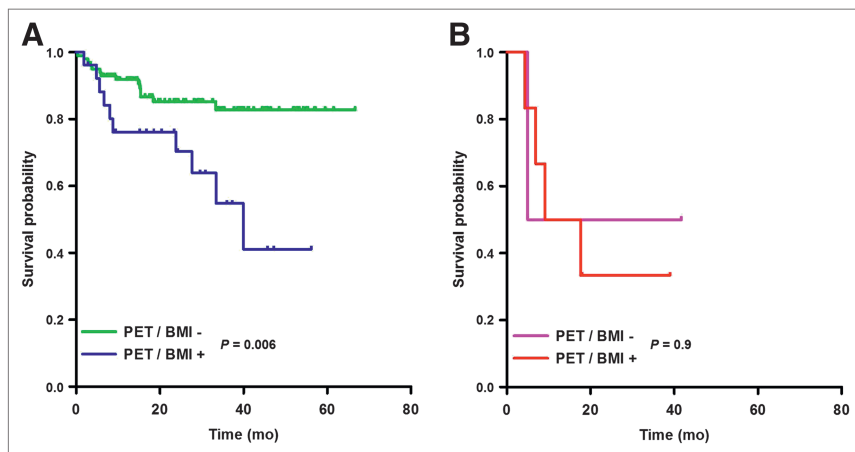 A
1.0
0.8
0.6
0.4
0.2
0.0
Survival probability
PET / BMI -
PET / BMI +
P = 0.006
0 20 40 60 80
Time (mo)
B
1.0
0.8
0.6
0.4
0.2
0.0
Survival probability
PET / BMI -
PET / BMI +
P = 0.9
0 20 40 60 80
Time (mo)